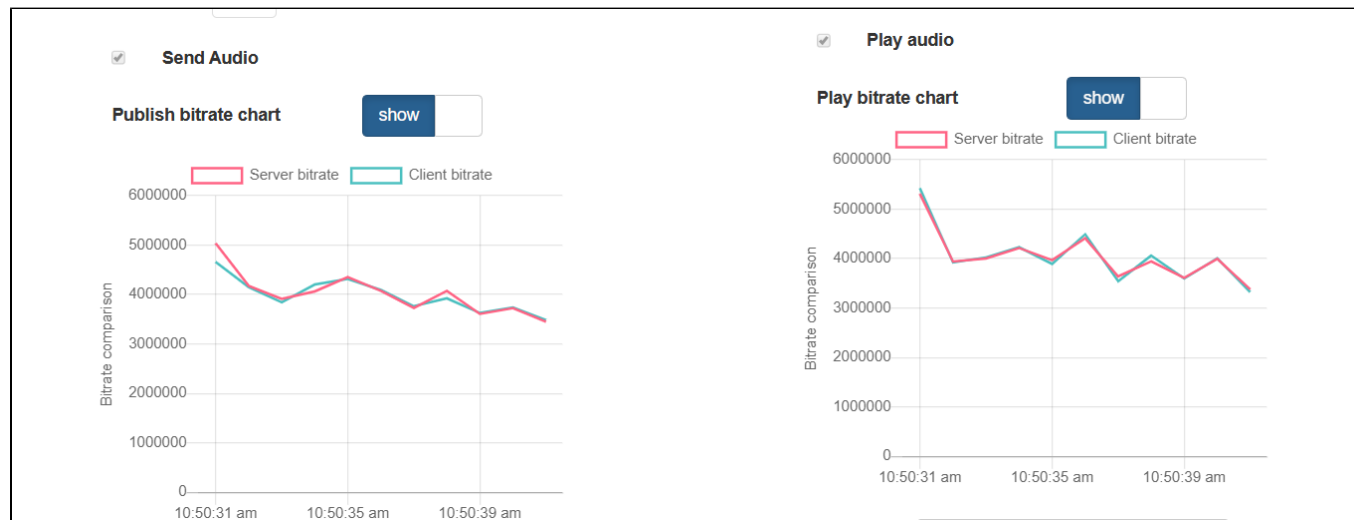 Send Audio
Publish bitrate chart
show
Server bitrate
Client bitrate
6000000
5000000
4000000
3000000
2000000
1000000
0
Bitrate comparison
10:50:31 am
10:50:35 am
10:50:39 am
Play audio
Play bitrate chart
show
Server bitrate
Client bitrate
6000000
5000000
4000000
3000000
2000000
1000000
0
Bitrate comparison
10:50:31 am
10:50:35 am
10:50:39 am